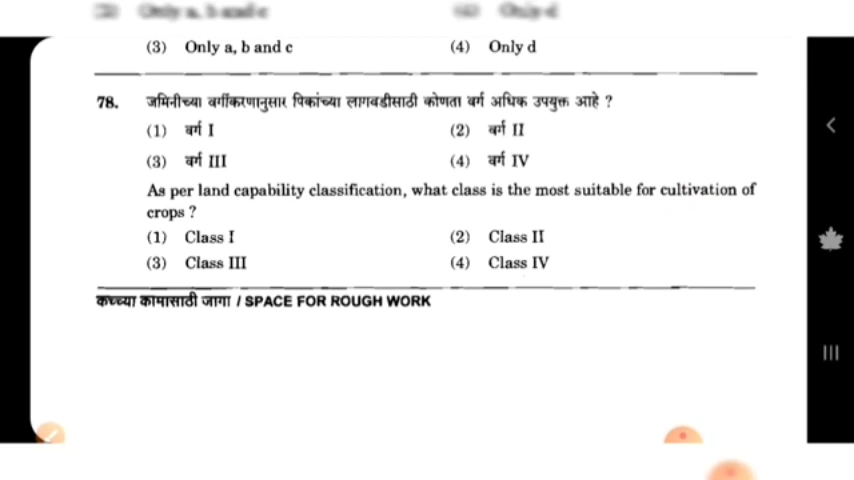 (3) Only a, b and c (4) Only d
78. जमिनीच्या वर्गीकरणानुसार पिकांच्या लागवडीसाठी कोणता वर्ग अधिक उपयुक्त आहे ?
(1) वर्ग I (2) वर्ग II
(3) वर्ग III (4) वर्ग IV
As per land capability classification, what class is the most suitable for cultivation of
crops ?
(1) Class I (2) Class II
(3) Class III (4) Class IV
कच्च्या कामासाठी जागा / SPACE FOR ROUGH WORK